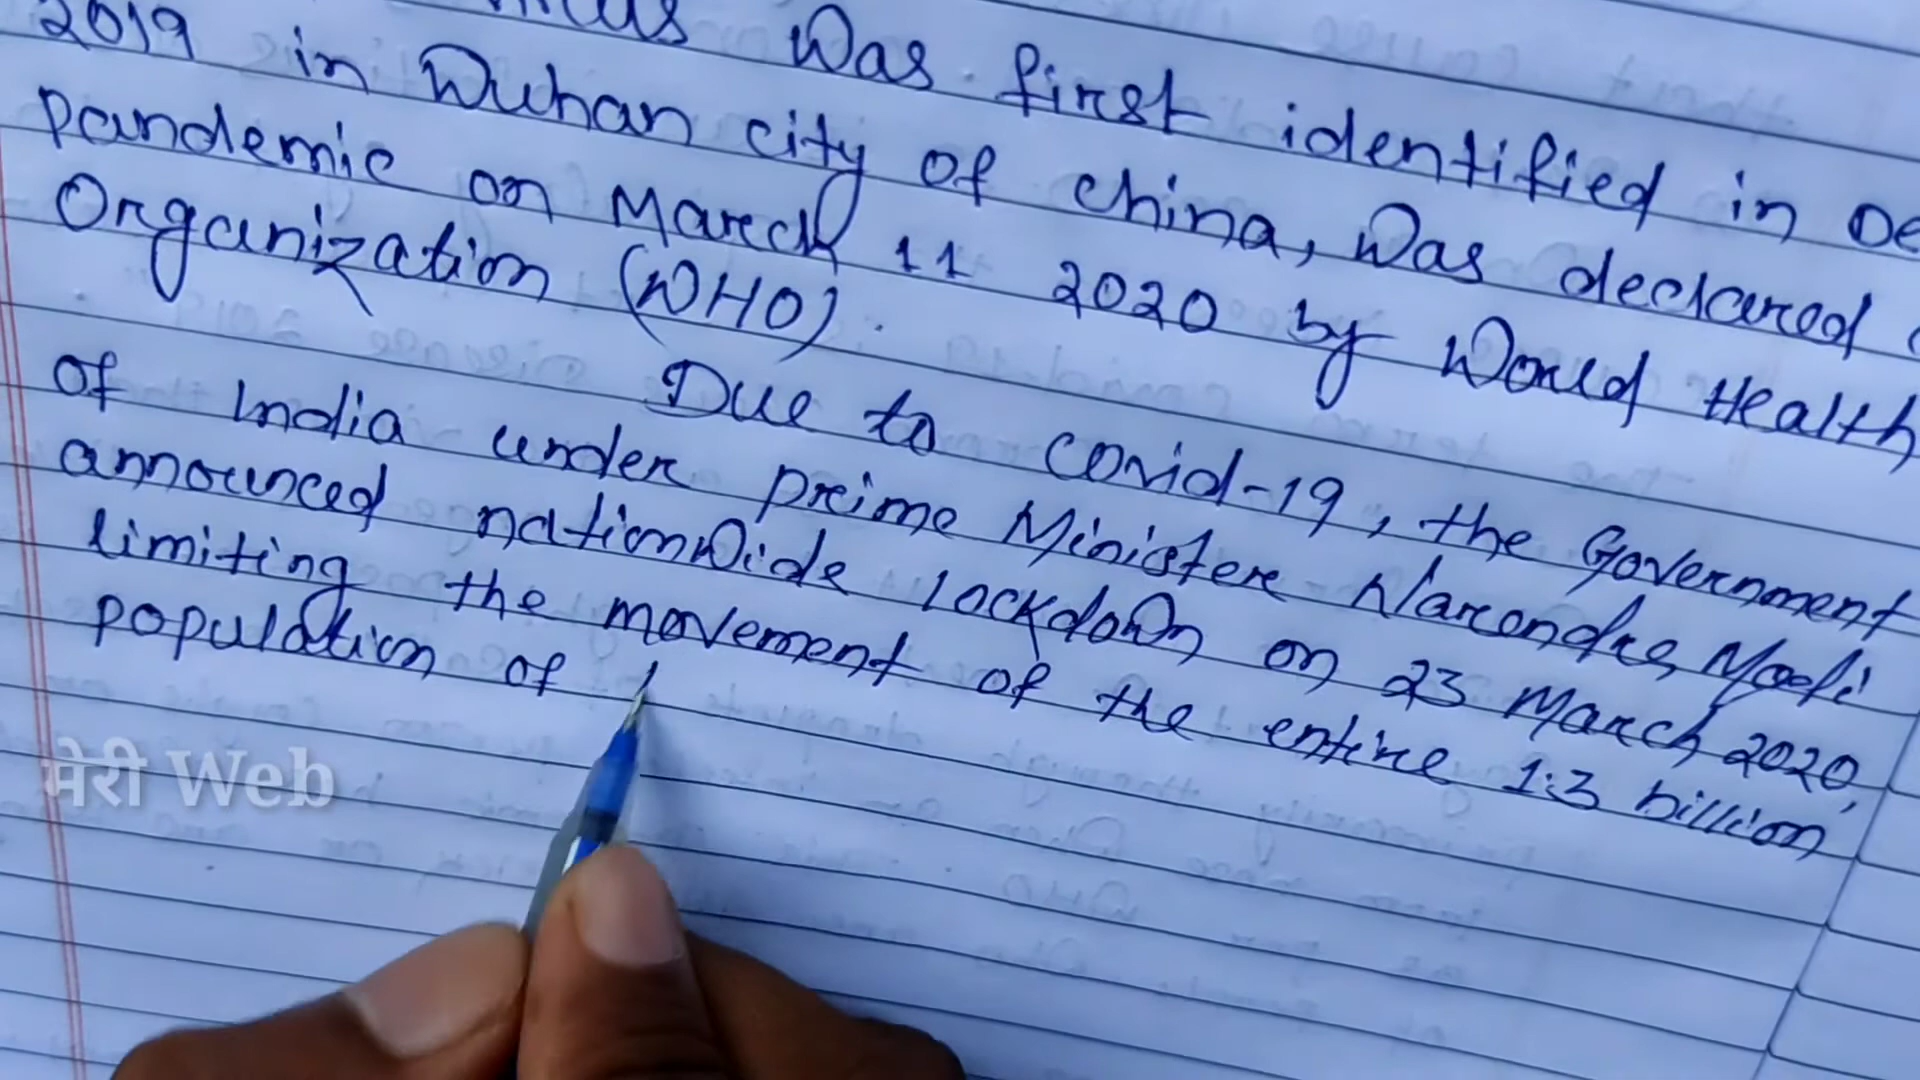 was first identified in
2019 in Wuhan city of china, was declared
pandemic on March 11 2020 by World Health
Organization (WHO).
Due to covid-19, the Government
of India under prime Minister Narendra Modi
announced nationwide lockdown on 23 March 2020,
limiting the movement of the entire 1.3 billion
population of
मेरी Web